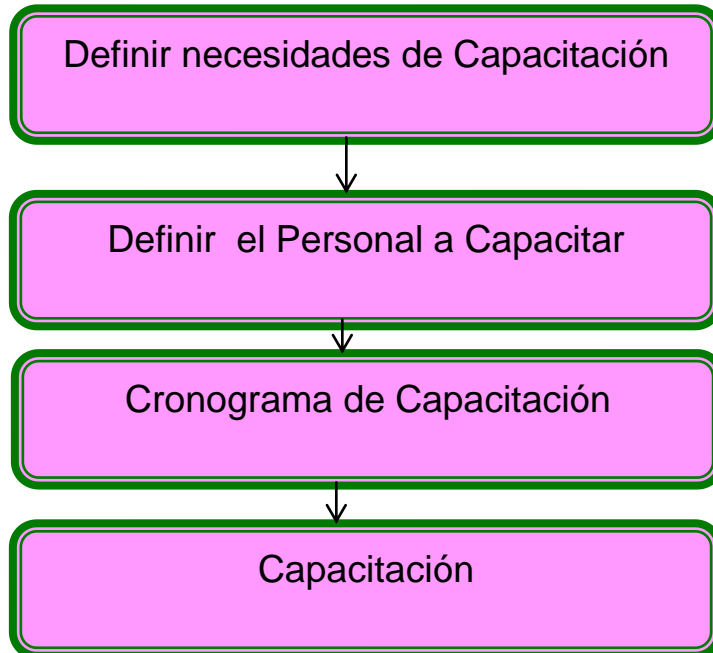 Definir necesidades de Capacitación
Definir el Personal a Capacitar
Cronograma de Capacitación
Capacitación